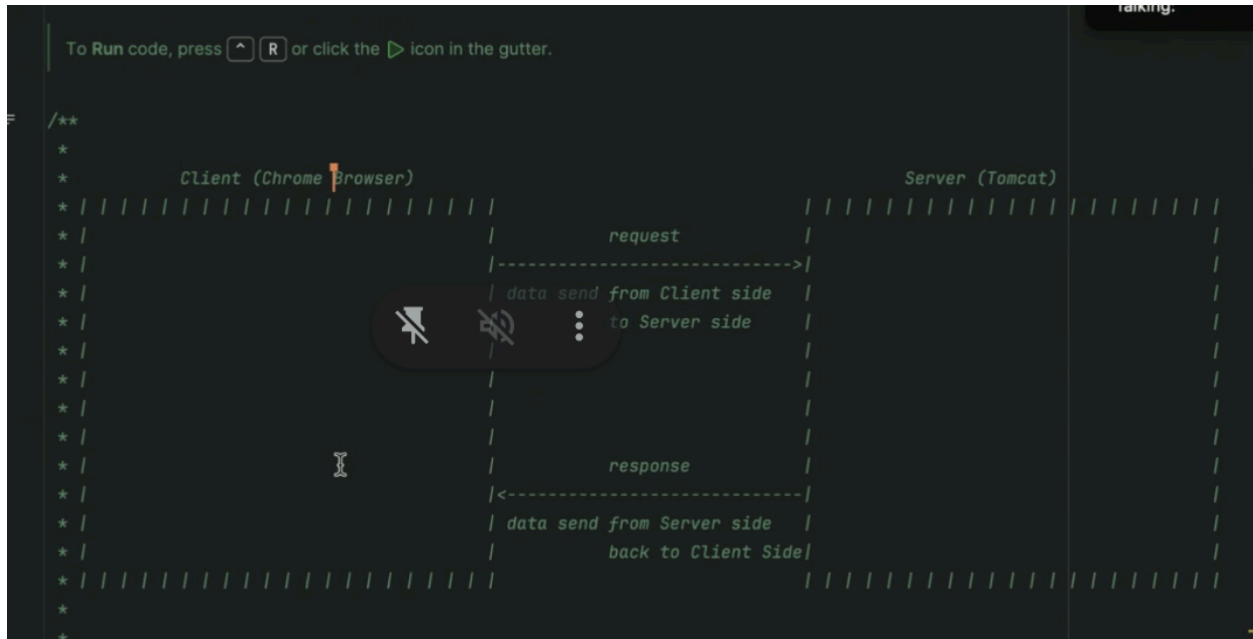 Talking:
To Run code, press ^ R or click the ▷ icon in the gutter.
/**
*
* Client (Chrome Browser) Server (Tomcat)
* | | | | | | | | | | | | | | | | | | | | | | | | | | | | | | | | | | | | | | | | | |
* | | request | |
* | |----------------------------->| |
* | | data send from Client side | |
* | to Server side | |
* | | | |
* | | | |
* | | | |
* | | | |
* | | response | |
* | |<-----------------------------| |
* | | data send from Server side | |
* | | back to Client Side| |
* | | | | | | | | | | | | | | | | | | | | | | | | | | | | | | | | | | | | | | | | | |
*
*